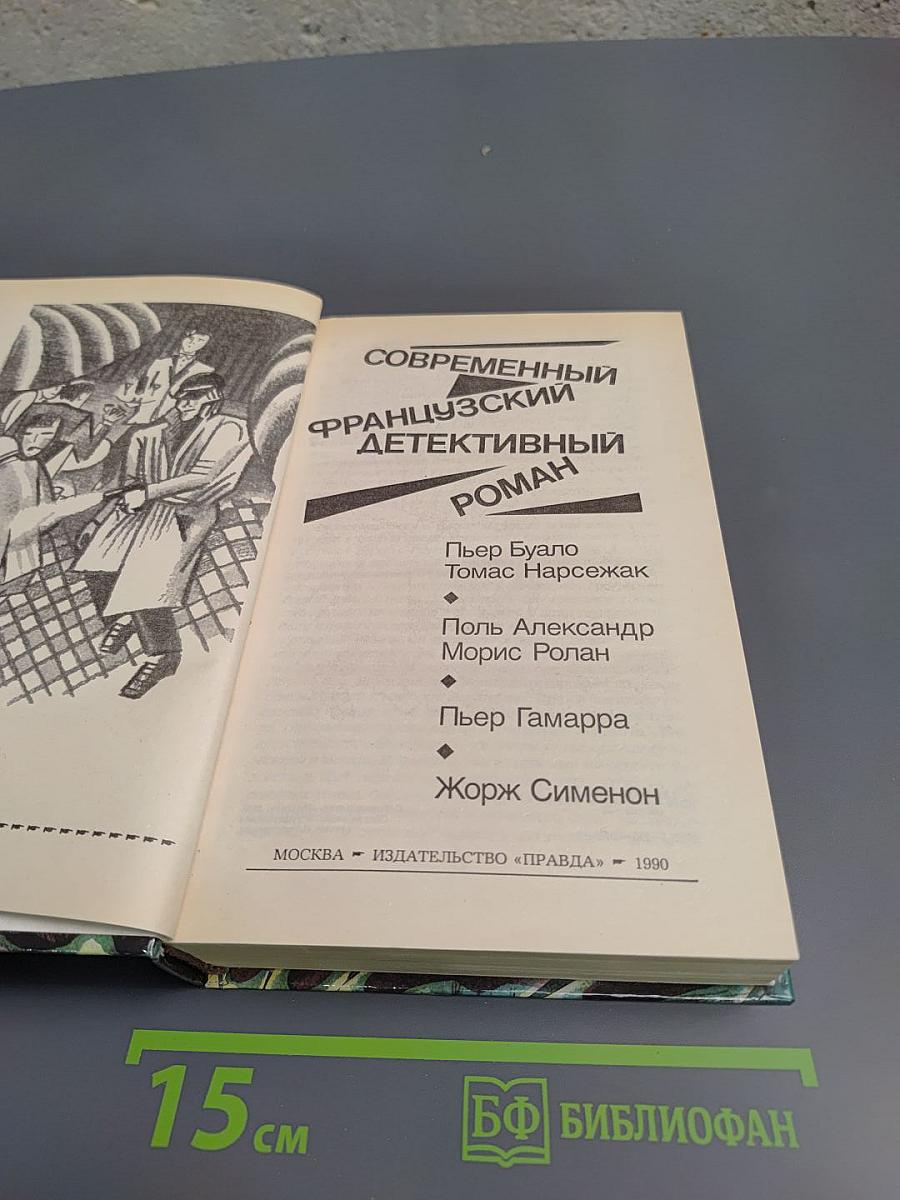 СОВРЕМЕННЫЙ
ФРАНЦУЗСКИЙ
ДЕТЕКТИВНЫЙ
РОМАН
Пьер Буало
Томас Нарсежак
Поль Александр
Морис Ролан
Пьер Гамарра
Жорж Сименон
МОСКВА ИЗДАТЕЛЬСТВО «ПРАВДА» 1990
15 см
БФ БИБЛИОФАН